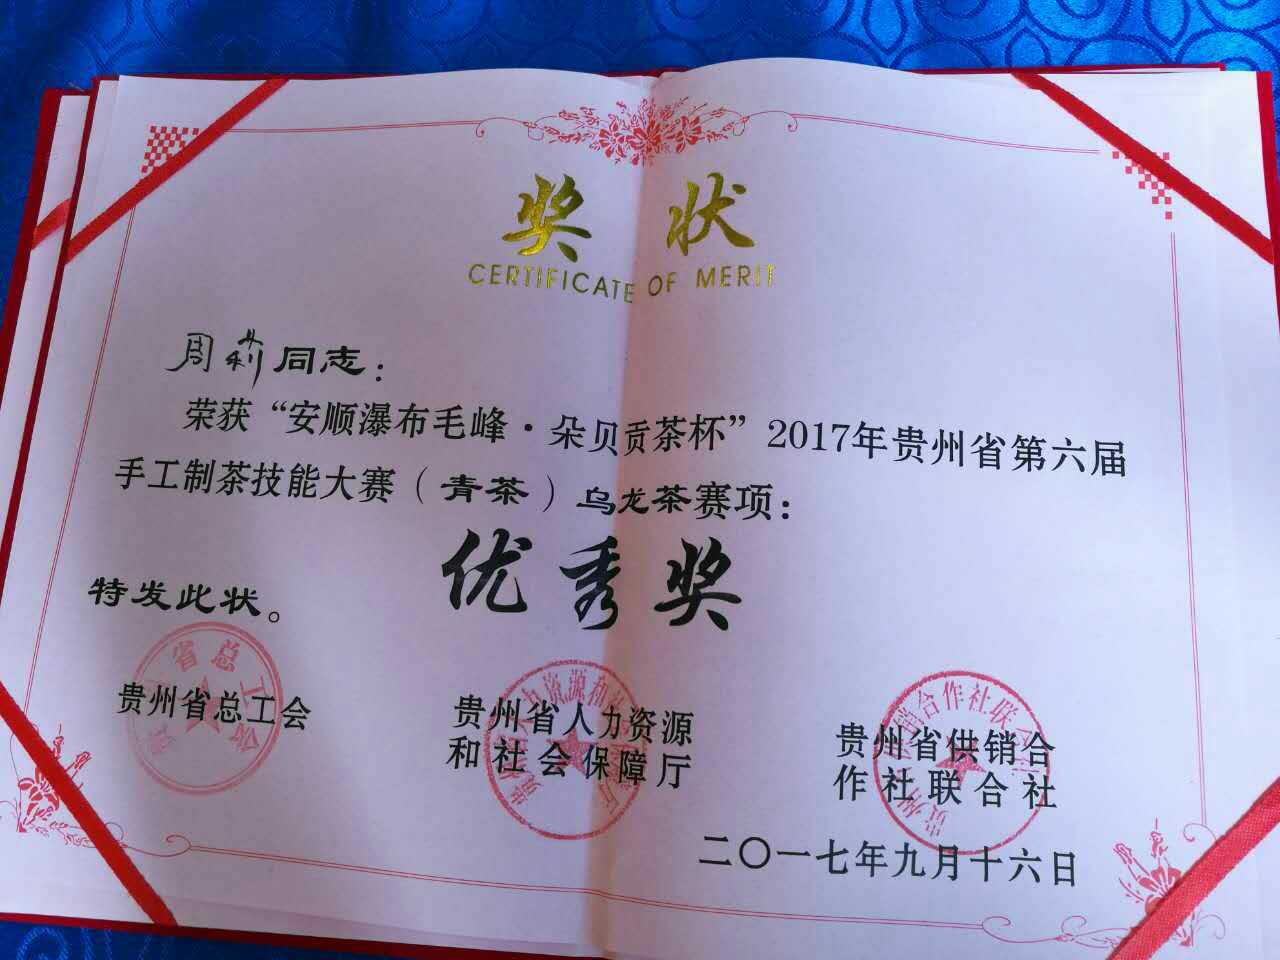 奖状
CERTIFICATE OF MERIT
周莉同志：
荣获“安顺瀑布毛峰·朵贝贡茶杯”2017年贵州省第六届
手工制茶技能大赛（青茶）乌龙茶赛项：
优秀奖
特发此状。
贵州省总工会
贵州省人力资源
和社会保障厅
贵州省供销合
作社联合社
二〇一七年九月十六日